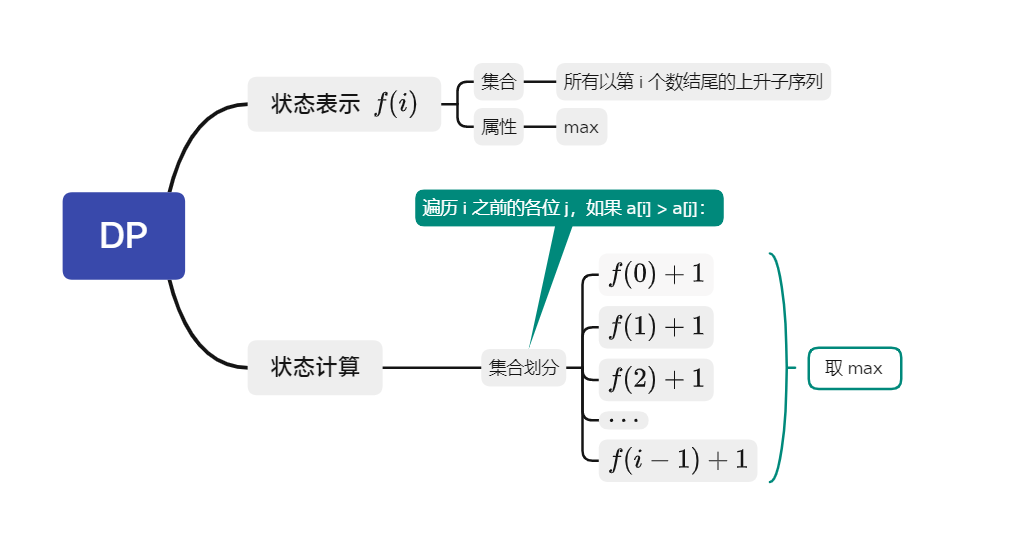 DP
状态表示 f(i)
集合
所有以第 i 个数结尾的上升子序列
属性
max
状态计算
遍历 i 之前的各位 j，如果 a[i] > a[j]：
集合划分
f(0) + 1
f(1) + 1
f(2) + 1
···
f(i − 1) + 1
取 max